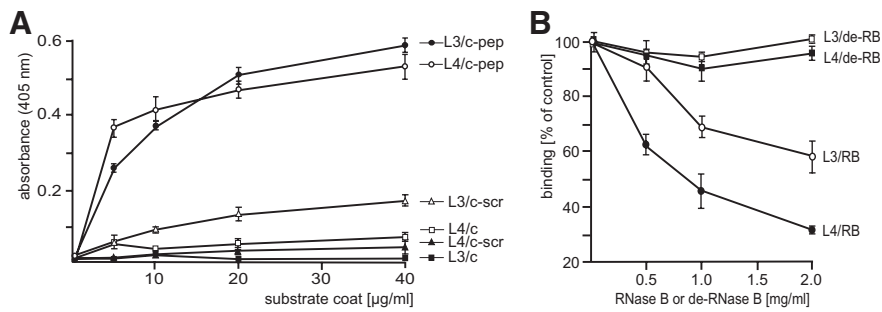 A
absorbance (405 nm)
0.6
0.4
0.2
10
20
30
40
substrate coat [µg/ml]
L3/c-pep
L4/c-pep
L3/c-scr
L4/c
L4/c-scr
L3/c
B
binding [% of control]
100
80
60
40
20
0.5
1.0
1.5
2.0
RNase B or de-RNase B [mg/ml]
L3/de-RB
L4/de-RB
L3/RB
L4/RB